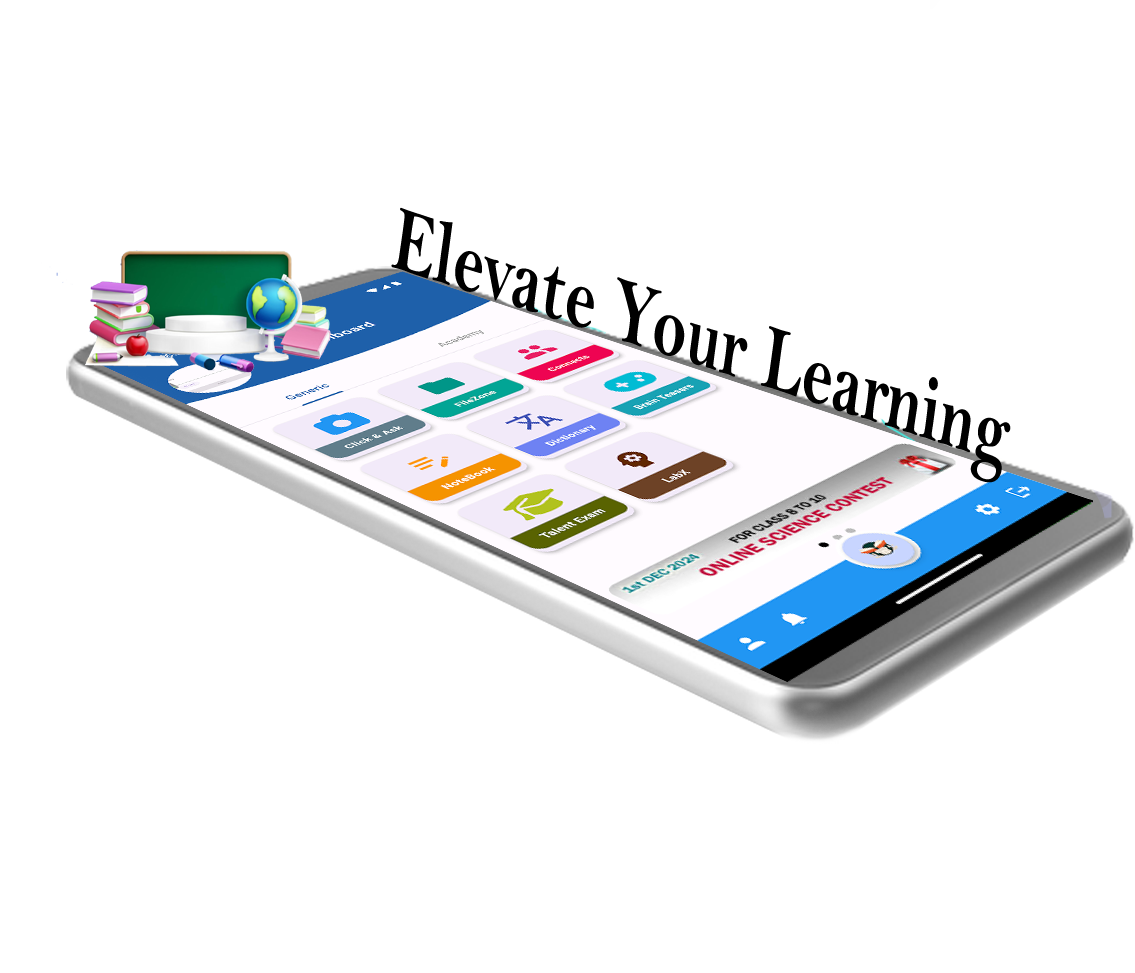 Elevate Your Learning
board
Generic
Academy
Click & Ask
FileZone
Connects
NoteBook
Dictionary
Brain Teasers
Talent Exam
LabX
1st DEC 2024
FOR CLASS 8 TO 10
ONLINE SCIENCE CONTEST